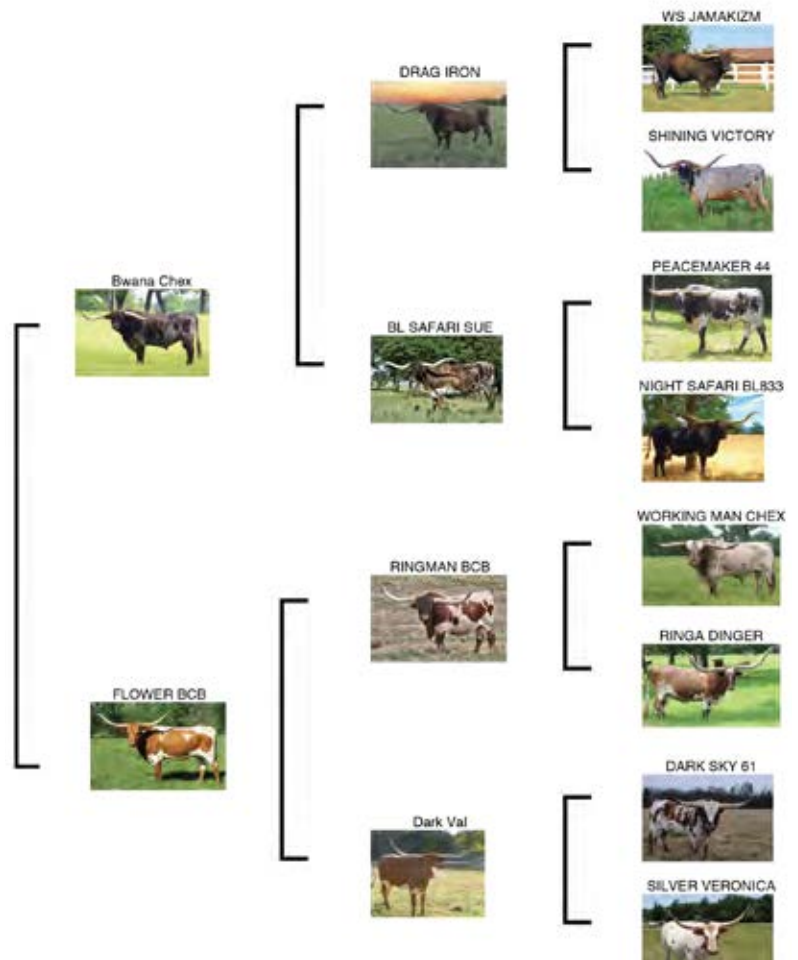 WS JAMAKIZM
DRAG IRON
SHINING VICTORY
PEACEMAKER 44
Bwana Chex
BL SAFARI SUE
NIGHT SAFARI BL833
WORKING MAN CHEX
RINGMAN BCB
RINGA DINGER
FLOWER BCB
DARK SKY 61
Dark Val
SILVER VERONICA